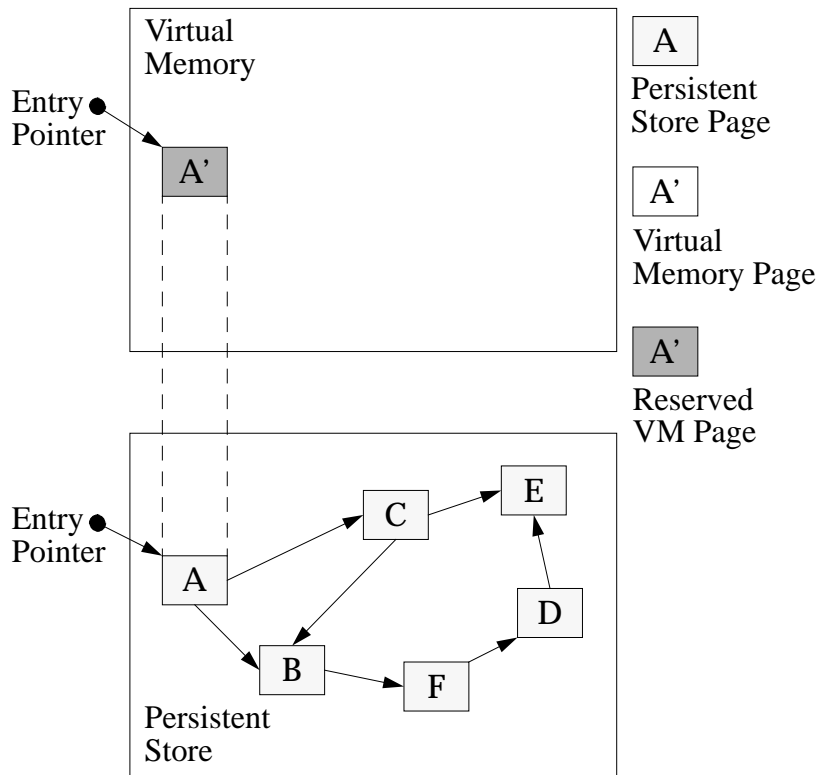 Virtual
Memory
Entry
Pointer
A'
A
Persistent
Store Page
A'
Virtual
Memory Page
A'
Reserved
VM Page
Entry
Pointer
A
C
E
B
F
D
Persistent
Store